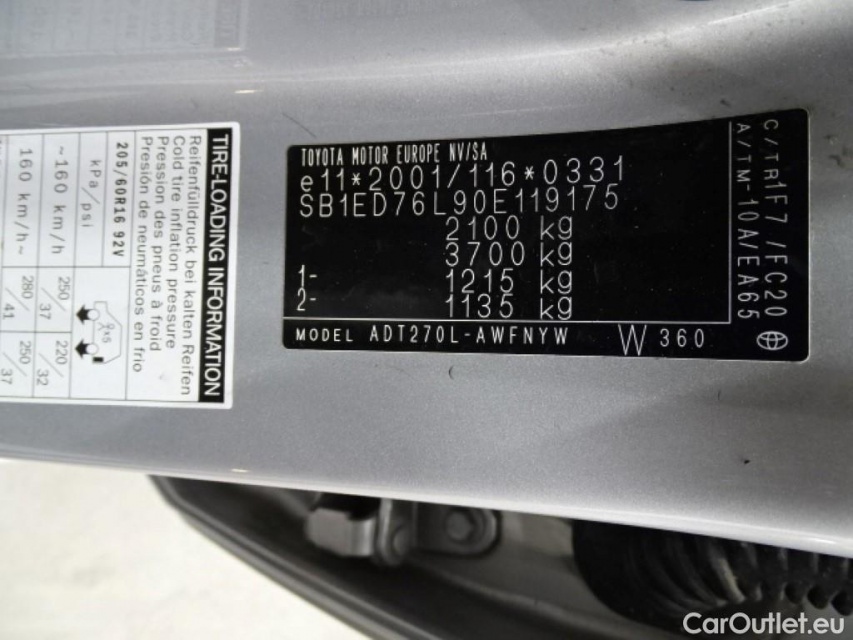 TOYOTA MOTOR EUROPE NV/SA
e11*2001/116*0331
SB1ED76L90E119175
2100 kg
3700 kg
1- 1215 kg
2- 1135 kg
MODEL ADT270L-AWFNYW W360
C/TR1F7/FC20
A/TM-10A/EA65
TIRE-LOADING INFORMATION
Reifenfülldruck bei kalten Reifen
Cold tire inflation pressure
Pression des pneus à froid
Presión de neumáticos en frio
205/60R16 92V
kPa/psi
~160 km/h
250/37
220/32
160 km/h~
280/41
250/37
CarOutlet.eu